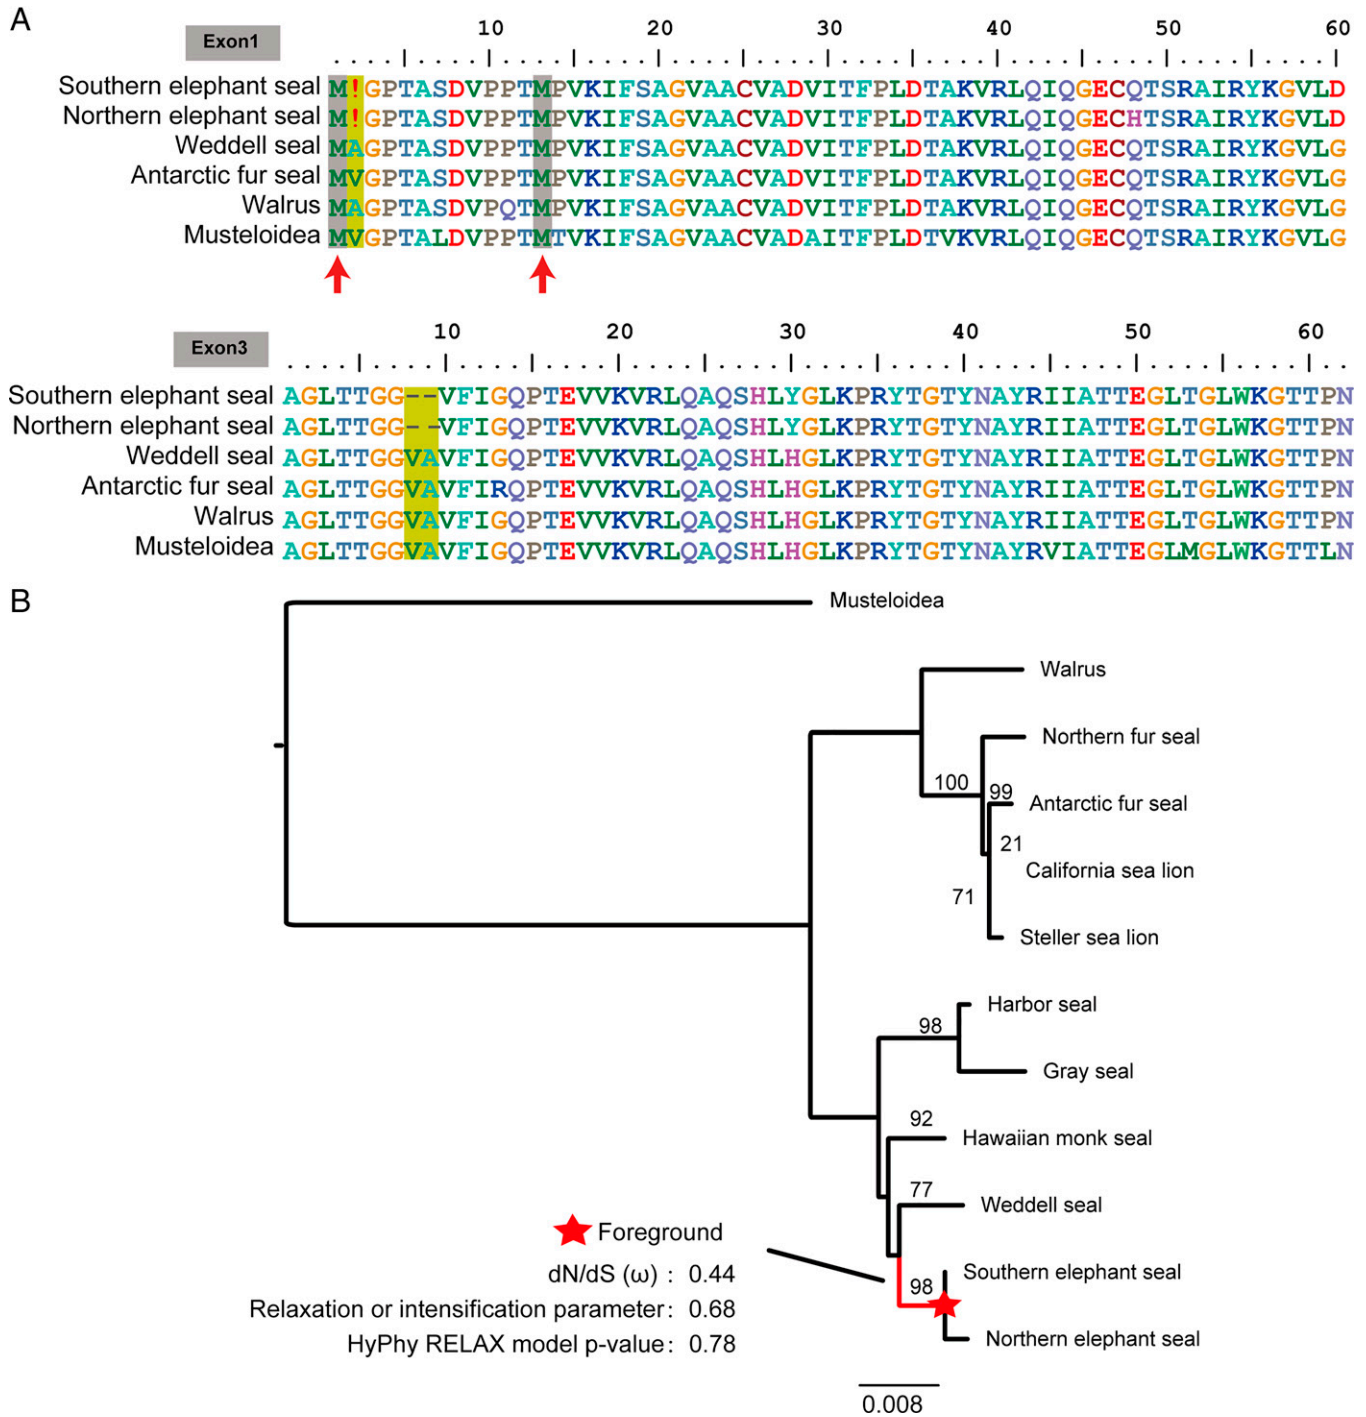 A
Exon1
10 20 30 40 50 60
Southern elephant seal M!GPTASDVPPTMPVKIFSAGVAACVADVITFPLDTAKVRLQIQGECQTSRAIRYKGVLD
Northern elephant seal M!GPTASDVPPTMPVKIFSAGVAACVADVITFPLDTAKVRLQIQGECHTSRAIRYKGVLD
Weddell seal MAGPTASDVPPTMPVKIFSAGVAACVADVITFPLDTAKVRLQIQGECQTSRAIRYKGVLG
Antarctic fur seal MVGPTASDVPPTMPVKIFSAGVAACVADVITFPLDTAKVRLQIQGECQTSRAIRYKGVLG
Walrus MAGPTASDVPQTMPVKIFSAGVAACVADVITFPLDTAKVRLQIQGECQTSRAIRYKGVLG
Musteloidea MVGPTALDVPPTMTVKIFSAGVAACVADAITFPLDTVKVRLQIQGECQTSRAIRYKGVLG
Exon3
10 20 30 40 50 60
Southern elephant seal AGLTTGG--VFIGQPTEVVKVRLQAQSHLYGLKPRYTGTYNAYRIIATTEGLTGLWKGTTPN
Northern elephant seal AGLTTGG--VFIGQPTEVVKVRLQAQSHLYGLKPRYTGTYNAYRIIATTEGLTGLWKGTTPN
Weddell seal AGLTTGGVAVFIGQPTEVVKVRLQAQSHLHGLKPRYTGTYNAYRIIATTEGLTGLWKGTTPN
Antarctic fur seal AGLTTGGVAVFIRQPTEVVKVRLQAQSHLHGLKPRYTGTYNAYRIIATTEGLTGLWKGTTPN
Walrus AGLTTGGVAVFIGQPTEVVKVRLQAQSHLHGLKPRYTGTYNAYRIIATTEGLTGLWKGTTPN
Musteloidea AGLTTGGVAVFIGQPTEVVKVRLQAQSHLHGLKPRYTGTYNAYRVIATTEGLMGLWKGTTLN
B
Musteloidea
Walrus
Northern fur seal
100 99
Antarctic fur seal
21
California sea lion
71
Steller sea lion
Harbor seal
98
Gray seal
92
Hawaiian monk seal
77
Weddell seal
Foreground
Southern elephant seal
dN/dS (ω) : 0.44
98
Relaxation or intensification parameter: 0.68
HyPhy RELAX model p-value: 0.78
Northern elephant seal
0.008